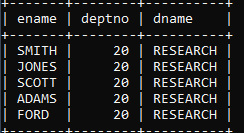 | ename | deptno | dname |
| SMITH | 20 | RESEARCH |
| JONES | 20 | RESEARCH |
| SCOTT | 20 | RESEARCH |
| ADAMS | 20 | RESEARCH |
| FORD | 20 | RESEARCH |